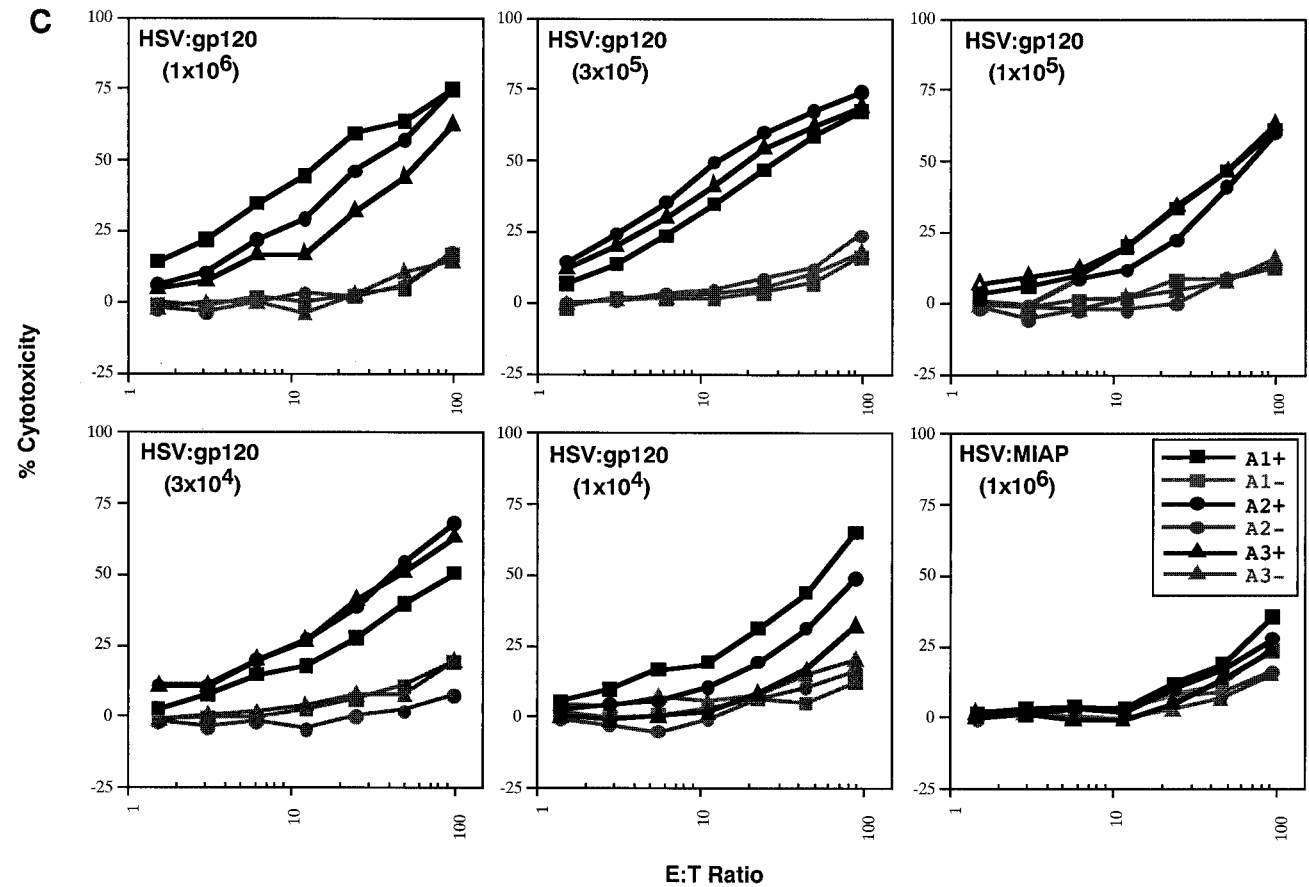 C
% Cytotoxicity
HSV:gp120
(1x10^6)
100
75
50
25
0
-25
1
10
100
HSV:gp120
(3x10^5)
100
75
50
25
0
-25
1
10
100
HSV:gp120
(1x10^5)
100
75
50
25
0
-25
1
10
100
HSV:gp120
(3x10^4)
100
75
50
25
0
-25
1
10
100
HSV:gp120
(1x10^4)
100
75
50
25
0
-25
1
10
100
HSV:MIAP
(1x10^6)
100
75
50
25
0
-25
1
10
100
A1+
A1-
A2+
A2-
A3+
A3-
E:T Ratio